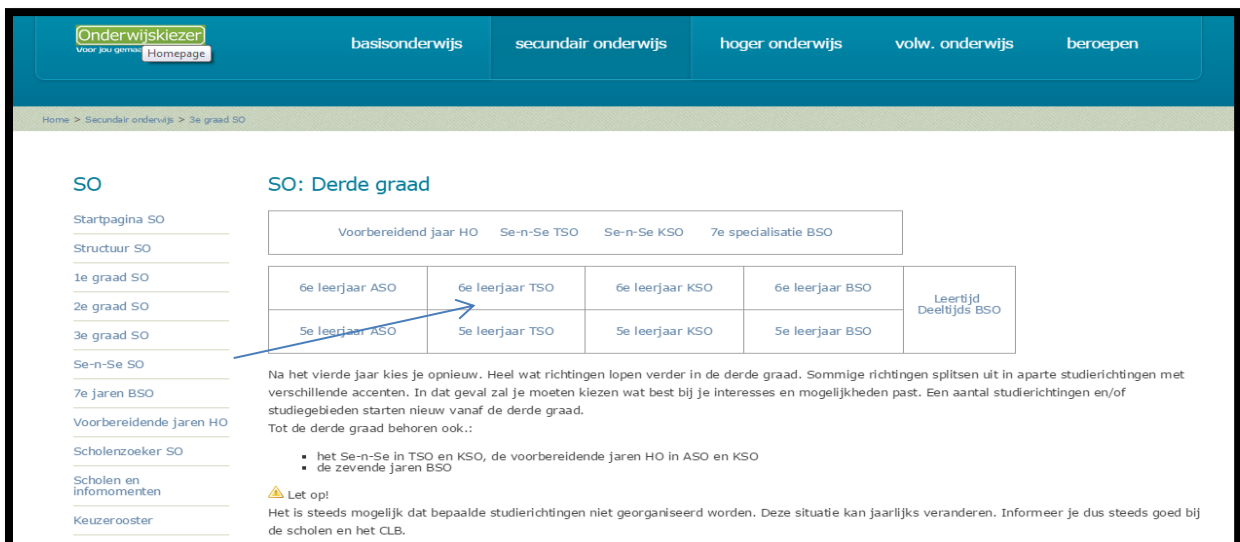 Onderwijskiezer
Voor jou gemaa
Homepage
basisonderwijs secundair onderwijs hoger onderwijs volw. onderwijs beroepen
Home > Secundair onderwijs > 3e graad SO
SO
Startpagina SO
Structuur SO
1e graad SO
2e graad SO
3e graad SO
Se-n-Se SO
7e jaren BSO
Voorbereidende jaren HO
Scholenzoeker SO
Scholen en
infomomenten
Keuzerooster
SO: Derde graad
Voorbereidend jaar HO Se-n-Se TSO Se-n-Se KSO 7e specialisatie BSO
6e leerjaar ASO 6e leerjaar TSO 6e leerjaar KSO 6e leerjaar BSO
5e leerjaar ASO 5e leerjaar TSO 5e leerjaar KSO 5e leerjaar BSO
Leertijd
Deeltijds BSO
Na het vierde jaar kies je opnieuw. Heel wat richtingen lopen verder in de derde graad. Sommige richtingen splitsen uit in aparte studierichtingen met
verschillende accenten. In dat geval zal je moeten kiezen wat best bij je interesses en mogelijkheden past. Een aantal studierichtingen en/of
studiegebieden starten nieuw vanaf de derde graad.
Tot de derde graad behoren ook.:
▪ het Se-n-Se in TSO en KSO, de voorbereidende jaren HO in ASO en KSO
▪ de zevende jaren BSO
Let op!
Het is steeds mogelijk dat bepaalde studierichtingen niet georganiseerd worden. Deze situatie kan jaarlijks veranderen. Informeer je dus steeds goed bij
de scholen en het CLB.